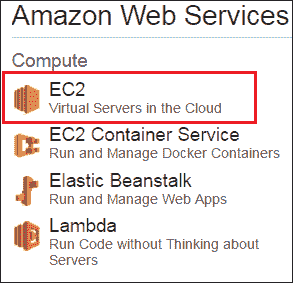 Amazon Web Services
Compute
EC2
Virtual Servers in the Cloud
EC2 Container Service
Run and Manage Docker Containers
Elastic Beanstalk
Run and Manage Web Apps
Lambda
Run Code without Thinking about
Servers